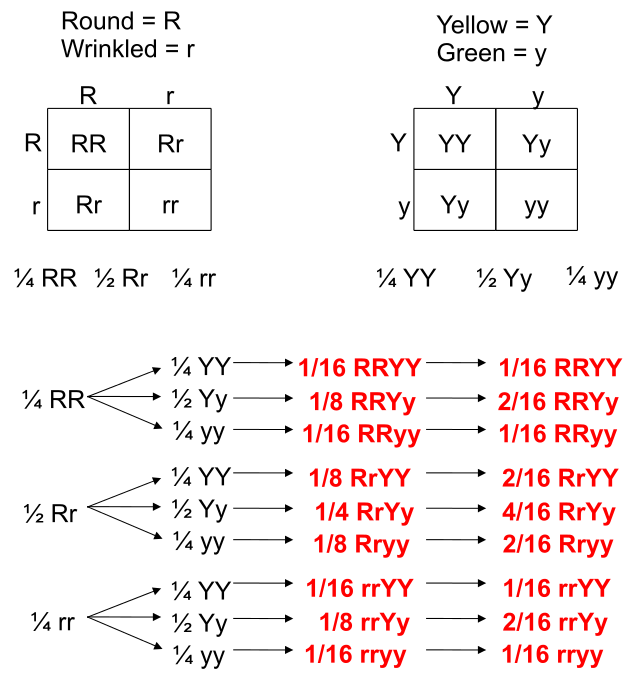 Round = R
Wrinkled = r
Yellow = Y
Green = y
R r
R RR Rr
r Rr rr
Y y
Y YY Yy
y Yy yy
¼ RR ½ Rr ¼ rr
¼ YY ½ Yy ¼ yy
¼ YY 1/16 RRYY 1/16 RRYY
¼ RR ½ Yy 1/8 RRYy 2/16 RRYy
¼ yy 1/16 RRyy 1/16 RRyy
¼ YY 1/8 RrYY 2/16 RrYY
½ Rr ½ Yy 1/4 RrYy 4/16 RrYy
¼ yy 1/8 Rryy 2/16 Rryy
¼ YY 1/16 rrYY 1/16 rrYY
¼ rr ½ Yy 1/8 rrYy 2/16 rrYy
¼ yy 1/16 rryy 1/16 rryy